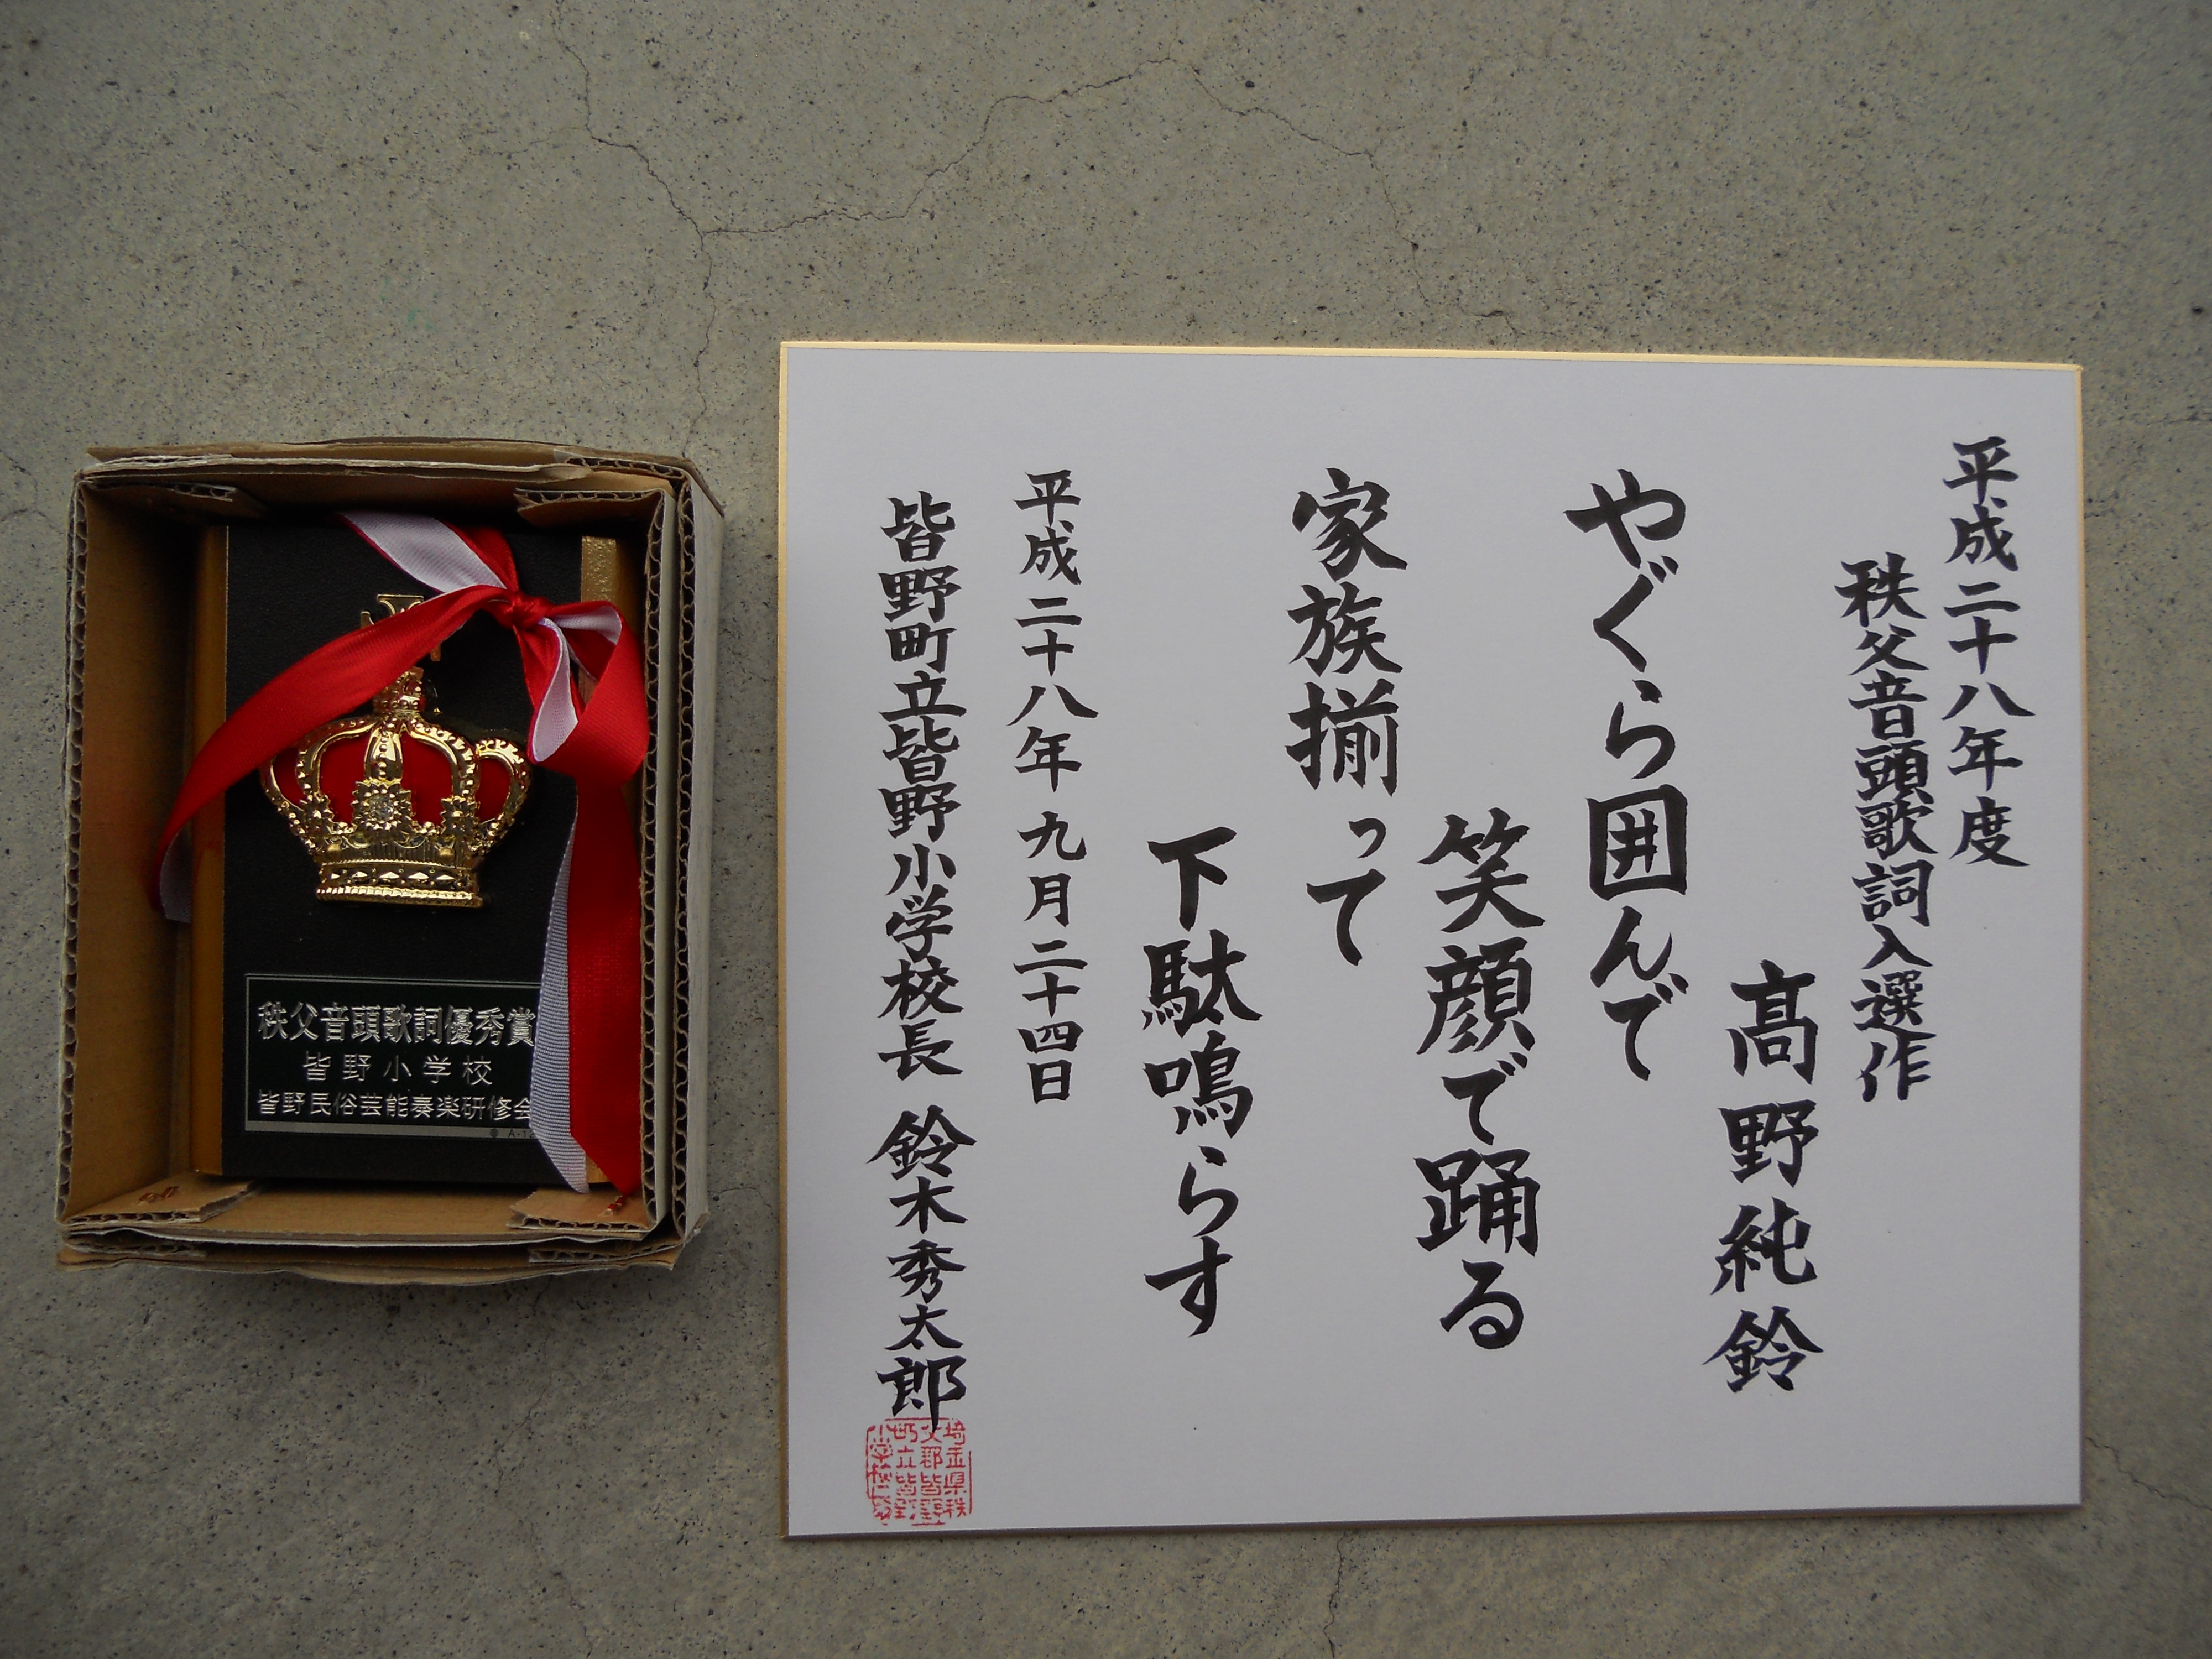 平成二十八年度
秩父音頭歌詞入選作
髙野純鈴
やぐら囲んで
笑顔で踊る
家族揃って
下駄鳴らす
平成二十八年九月二十四日
皆野町立皆野小学校長 鈴木秀太郎
秩父音頭歌詞優秀賞
皆野小学校
皆野民俗芸能奏楽研修会